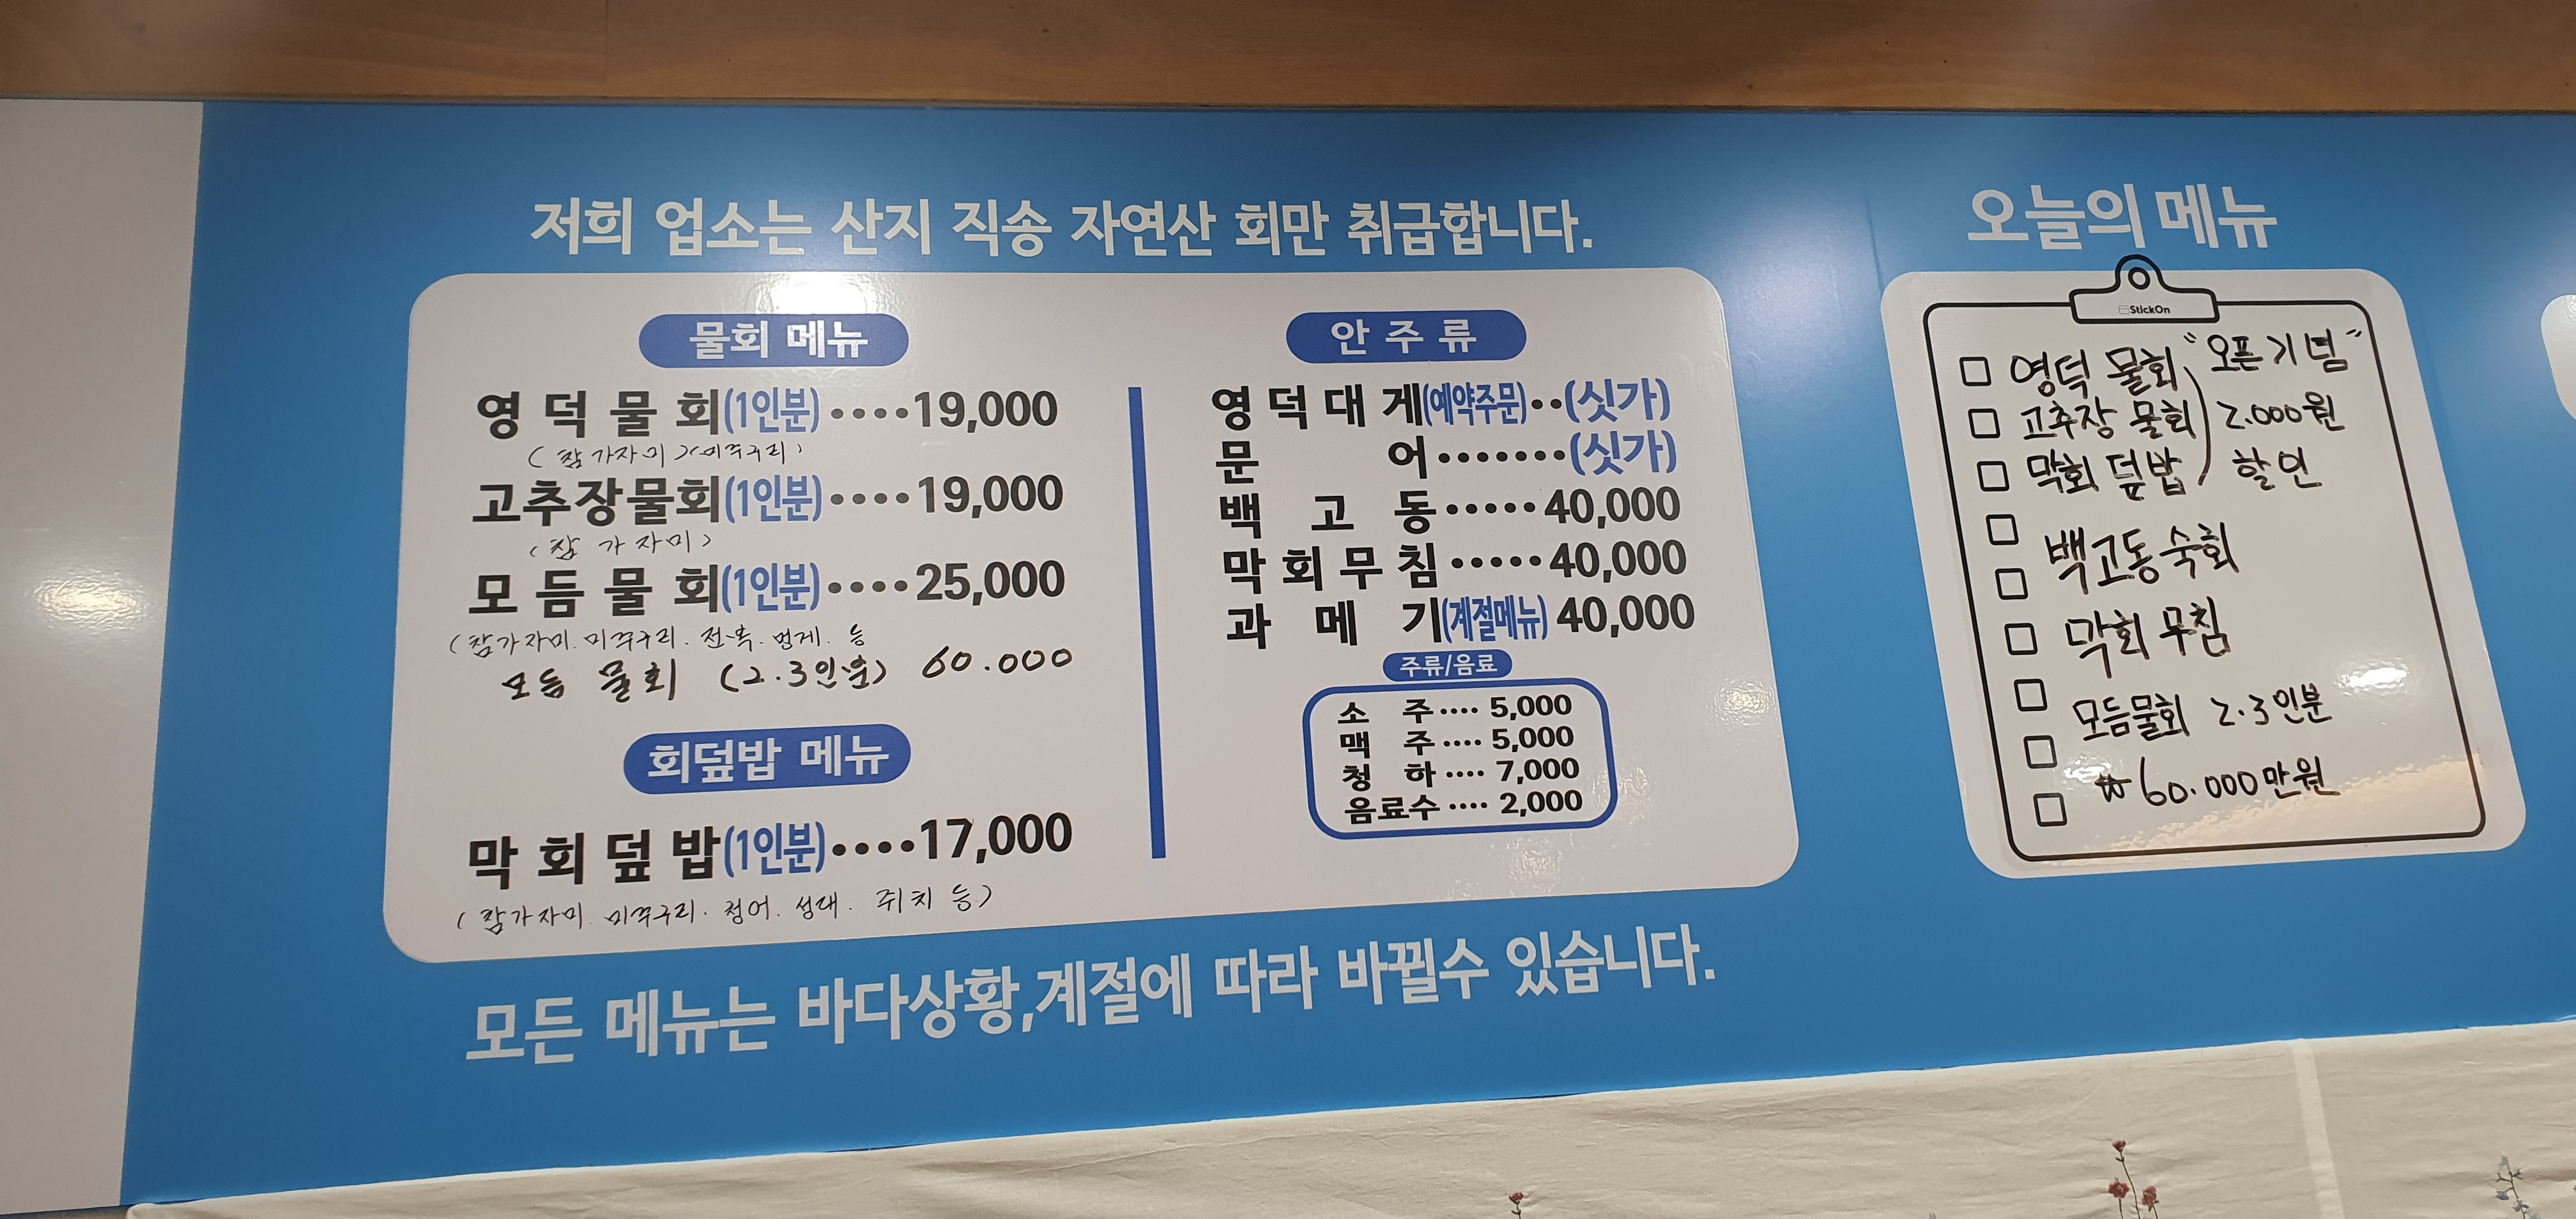 저희 업소는 산지 직송 자연산 회만 취급합니다.
물회 메뉴
영덕물회(1인분)····19,000
(참가자미)(미주구리)
고추장물회(1인분)····19,000
(참가자미)
모듬물회(1인분)····25,000
(참가자미. 미주구리. 전복. 멍게. 등
모듬 물회 (2.3인분) 60.000
회덮밥 메뉴
막회덮밥(1인분)····17,000
(참가자미. 미주구리. 청어. 성대. 쥐치 등)
안주류
영덕대게(예약주문)··(싯가)
문어·······(싯가)
백고동·····40,000
막회무침·····40,000
과메기(계절메뉴) 40,000
주류/음료
소주···· 5,000
맥주···· 5,000
청하···· 7,000
음료수···· 2,000
모든 메뉴는 바다상황,계절에 따라 바뀔수 있습니다.
오늘의 메뉴
StickOn
영덕 물회 "오픈기념"
고추장 물회 2.000원
막회 덮밥 할인
백고동 숙회
막회 무침
모듬물회 2.3인분
₩60.000만원